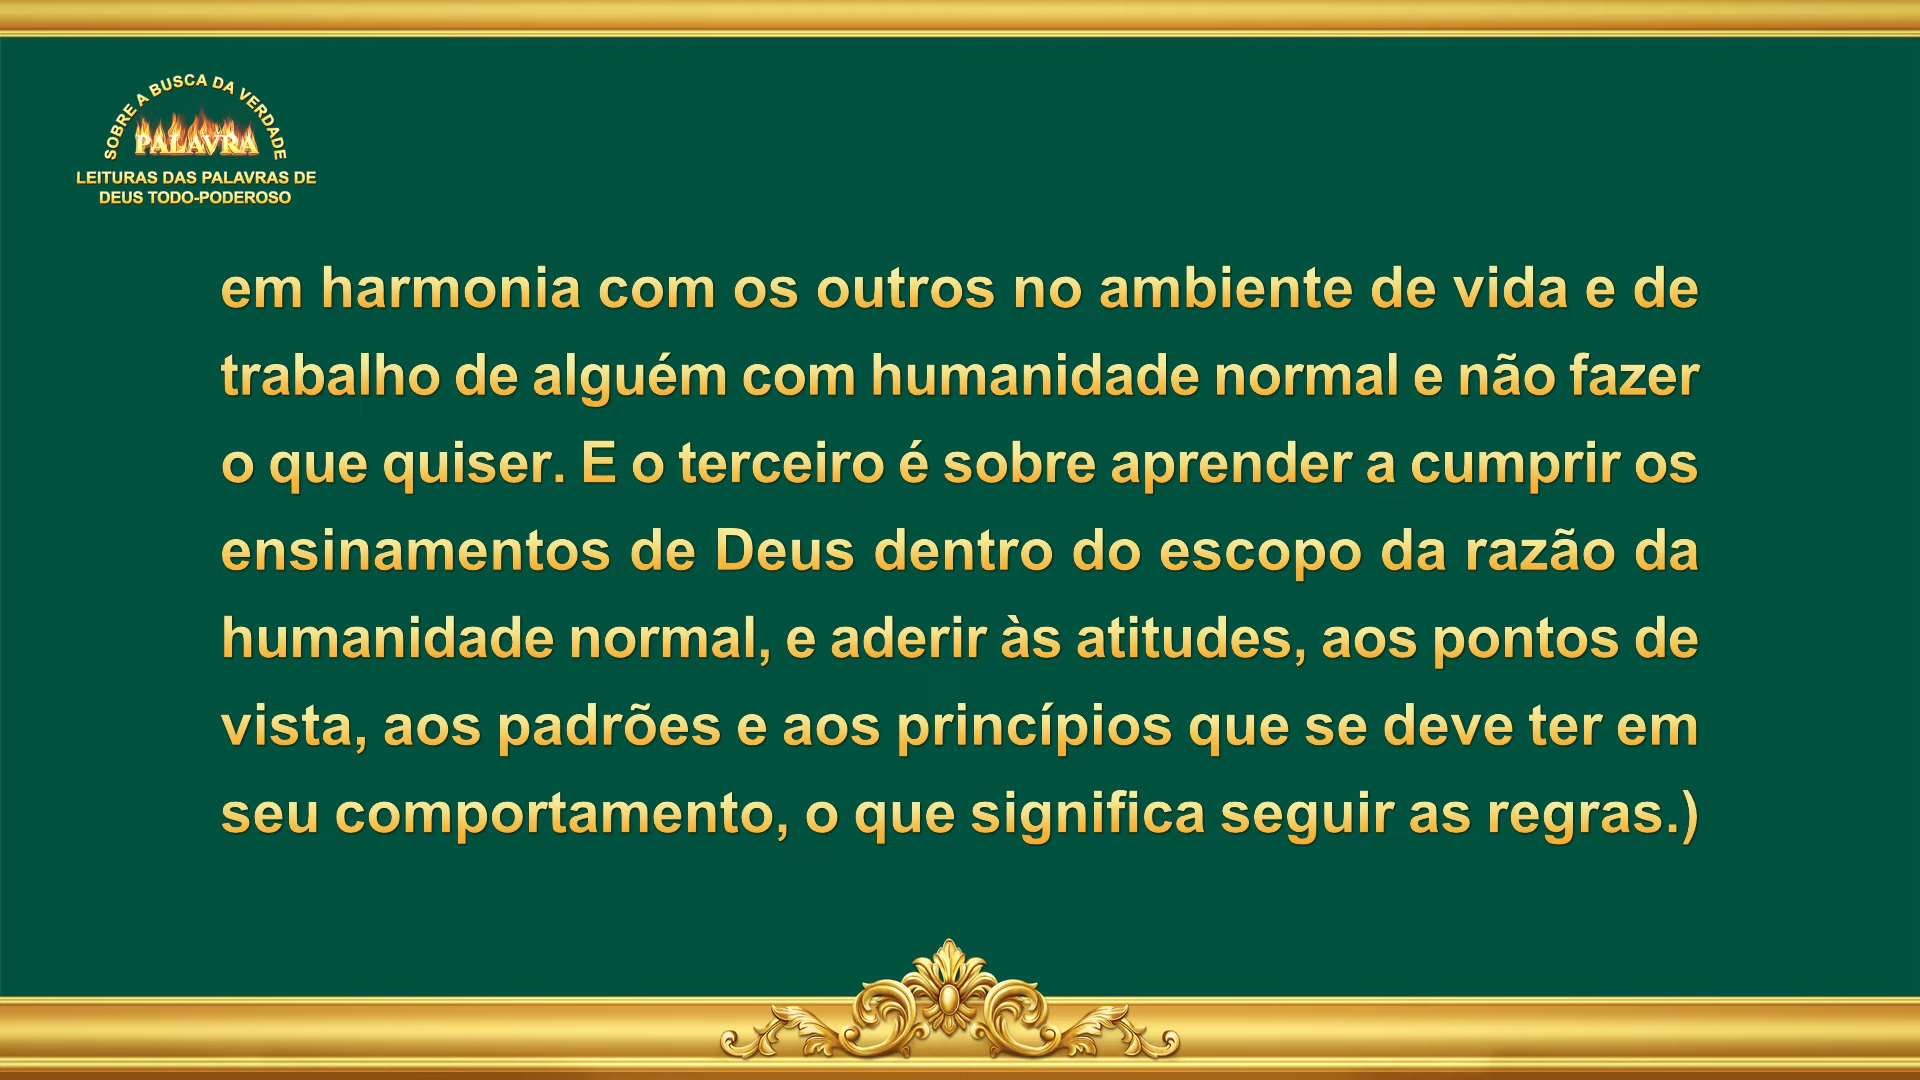 SOBRE A BUSCA DA VERDADE
PALAVRA
LEITURAS DAS PALAVRAS DE
DEUS TODO-PODEROSO
em harmonia com os outros no ambiente de vida e de
trabalho de alguém com humanidade normal e não fazer
o que quiser. E o terceiro é sobre aprender a cumprir os
ensinamentos de Deus dentro do escopo da razão da
humanidade normal, e aderir às atitudes, aos pontos de
vista, aos padrões e aos princípios que se deve ter em
seu comportamento, o que significa seguir as regras.)